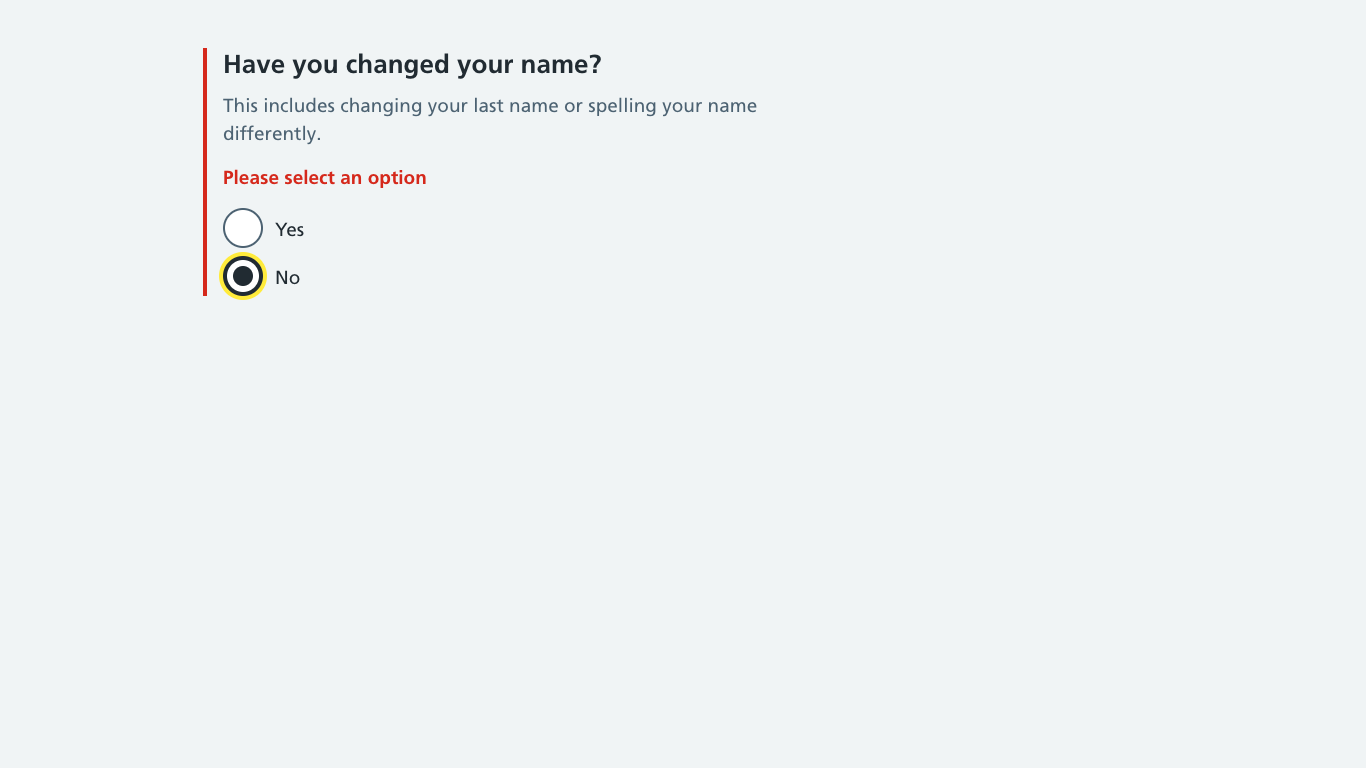 Have you changed your name?
This includes changing your last name or spelling your name
differently.
Please select an option
Yes
No